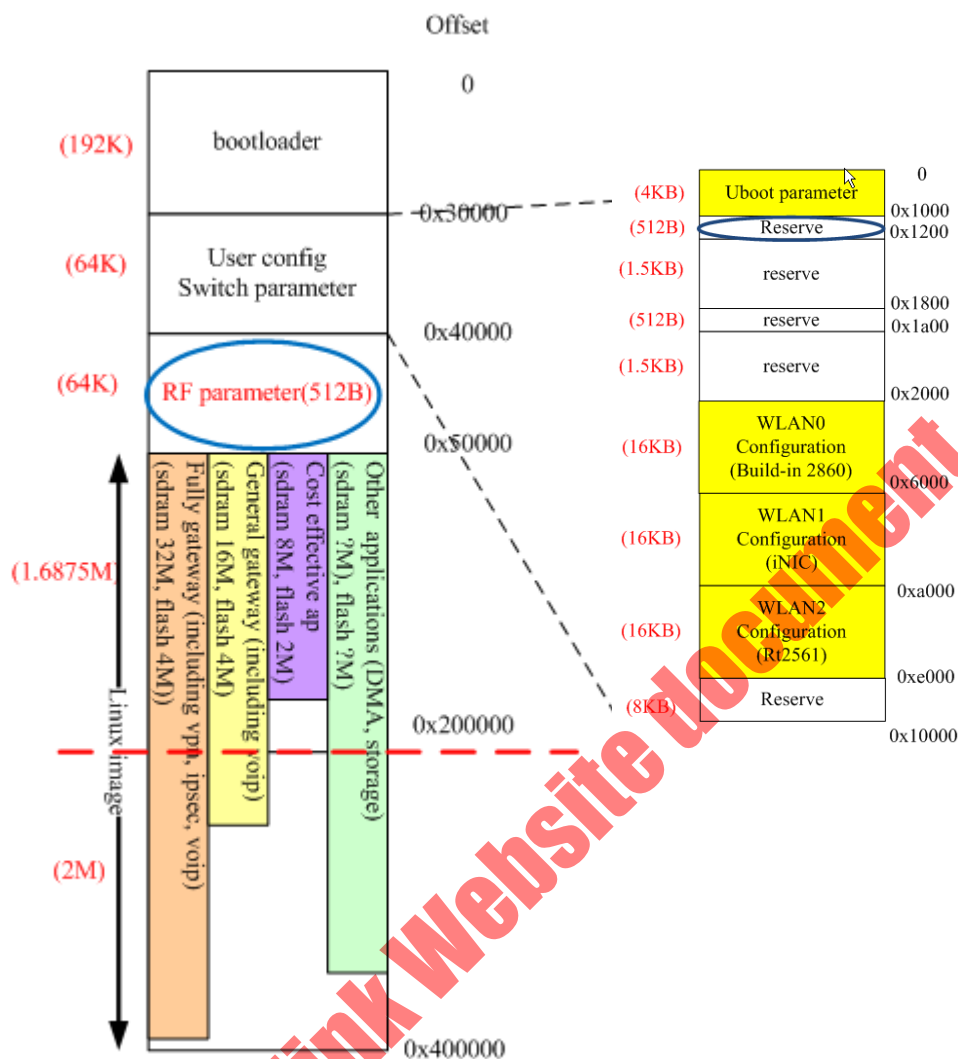 Offset
0
bootloader
(192K)
0x30000
User config
Switch parameter
(64K)
0x40000
RF parameter(512B)
(64K)
0x50000
Fully gateway (including vpn, ipsec, voip)
(sdram 32M, flash 4M))
General gateway (including voip)
(sdram 16M, flash 4M)
Cost effective ap
(sdram 8M, flash 2M)
Other applications (DMA, storage)
(sdram ?M), flash ?M)
(1.6875M)
Linux image
0x200000
(2M)
0x400000
0
(4KB)
Uboot parameter
0x1000
(512B)
Reserve
0x1200
(1.5KB)
reserve
0x1800
(512B)
reserve
0x1a00
(1.5KB)
reserve
0x2000
(16KB)
WLAN0
Configuration
(Build-in 2860)
0x6000
(16KB)
WLAN1
Configuration
(iNIC)
0xa000
(16KB)
WLAN2
Configuration
(Rt2561)
0xe000
(8KB)
Reserve
0x10000
Website document